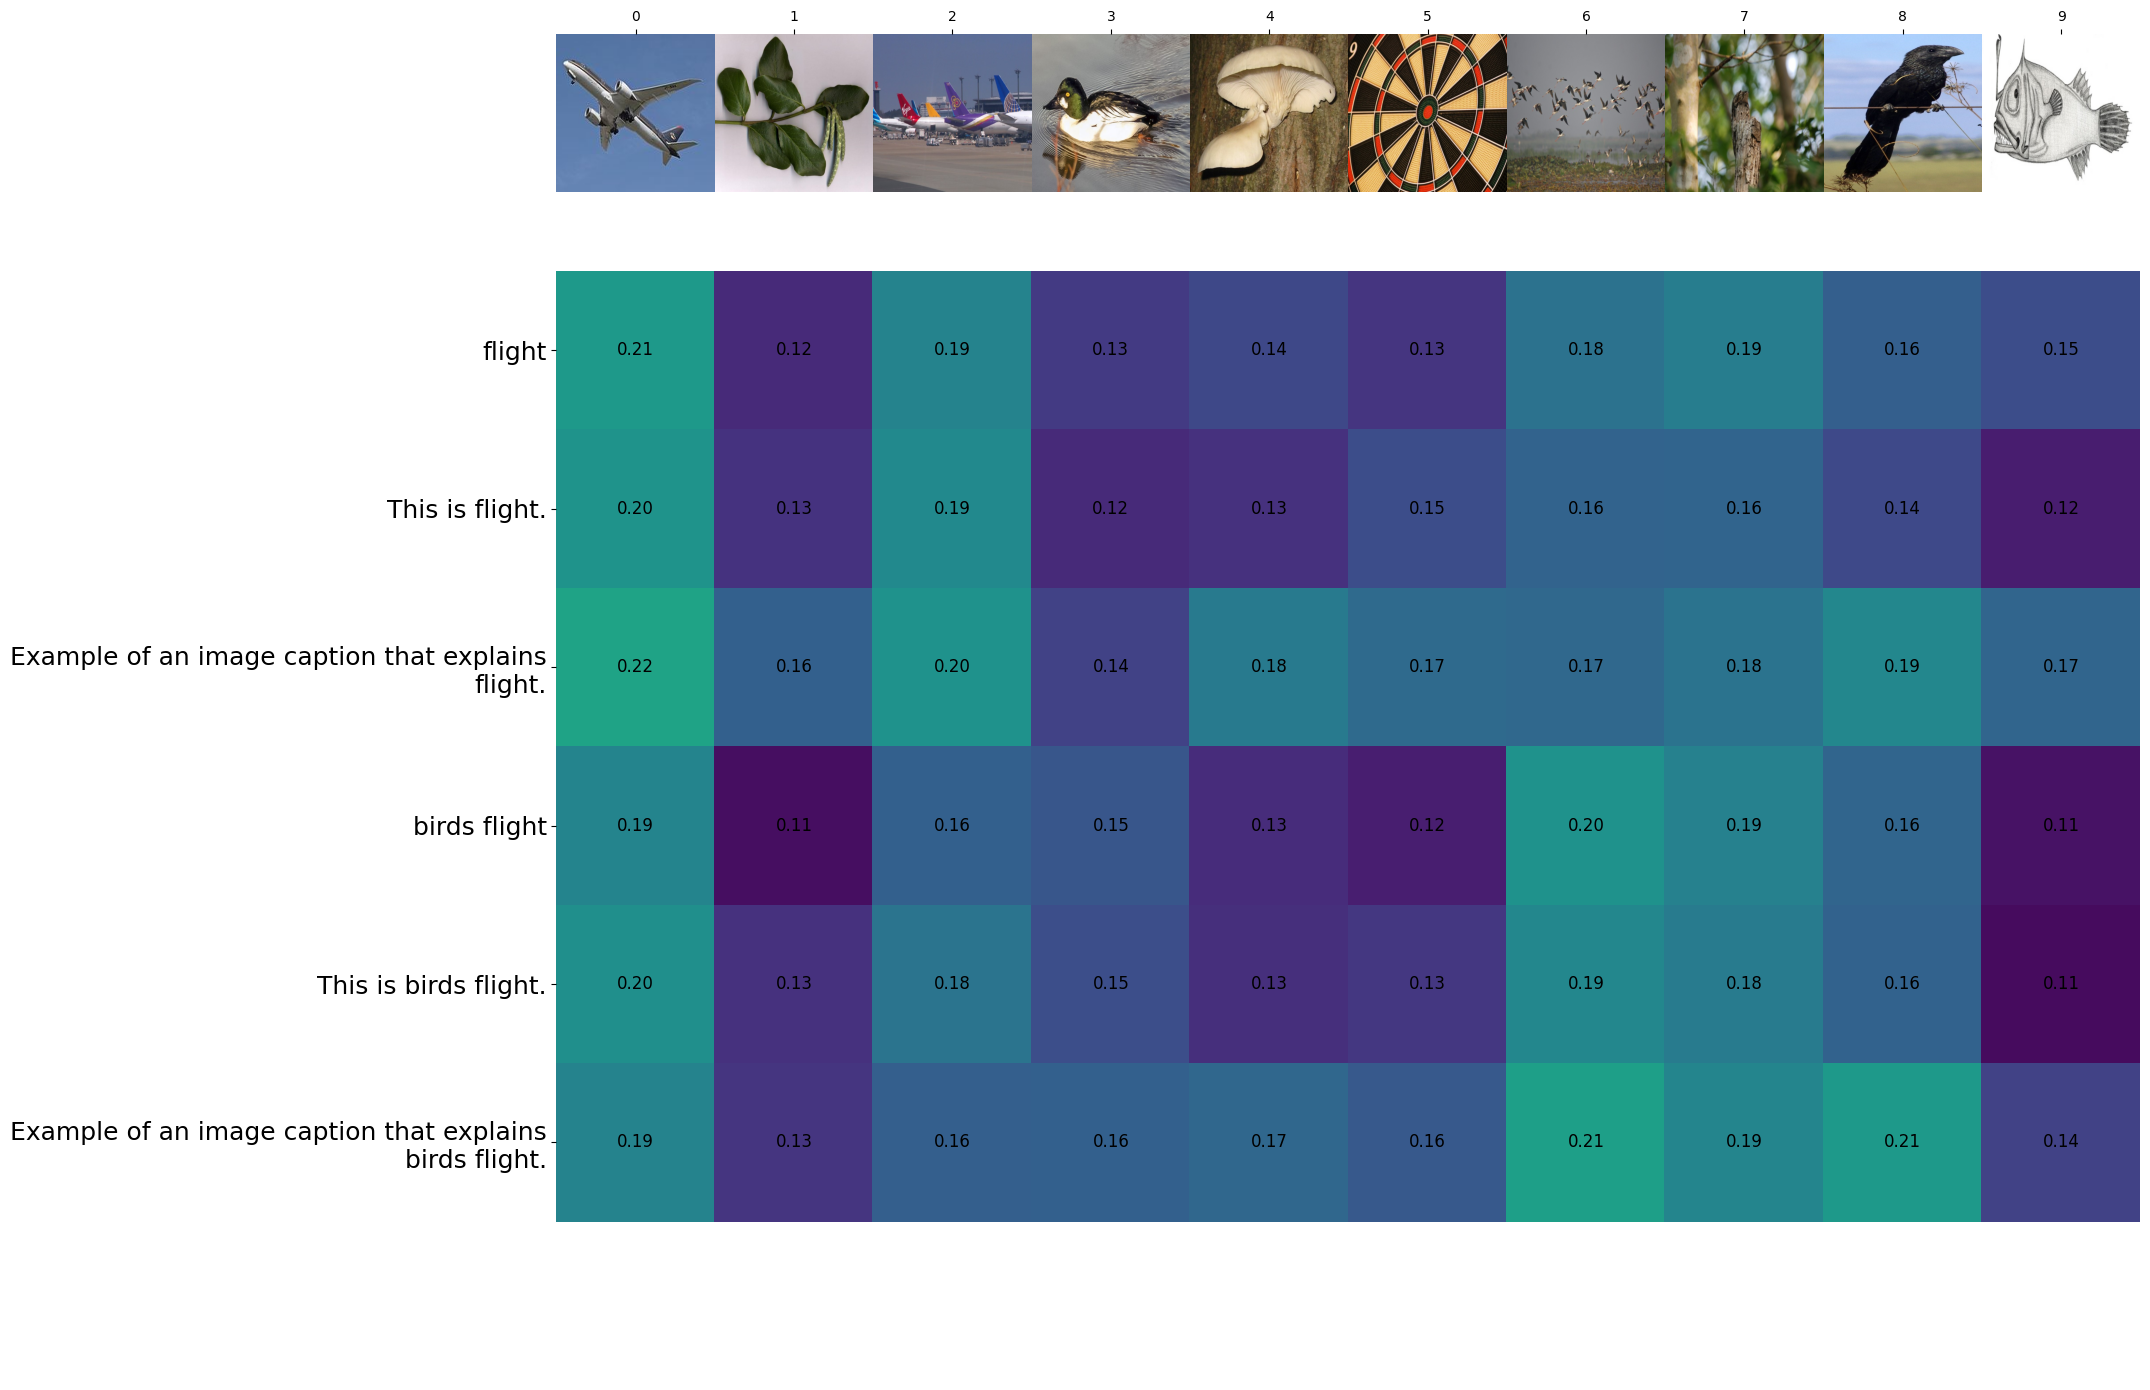 0 1 2 3 4 5 6 7 8 9
9
flight 0.21 0.12 0.19 0.13 0.14 0.13 0.18 0.19 0.16 0.15
This is flight. 0.20 0.13 0.19 0.12 0.13 0.15 0.16 0.16 0.14 0.12
Example of an image caption that explains
flight. 0.22 0.16 0.20 0.14 0.18 0.17 0.17 0.18 0.19 0.17
birds flight 0.19 0.11 0.16 0.15 0.13 0.12 0.20 0.19 0.16 0.11
This is birds flight. 0.20 0.13 0.18 0.15 0.13 0.13 0.19 0.18 0.16 0.11
Example of an image caption that explains
birds flight. 0.19 0.13 0.16 0.16 0.17 0.16 0.21 0.19 0.21 0.14